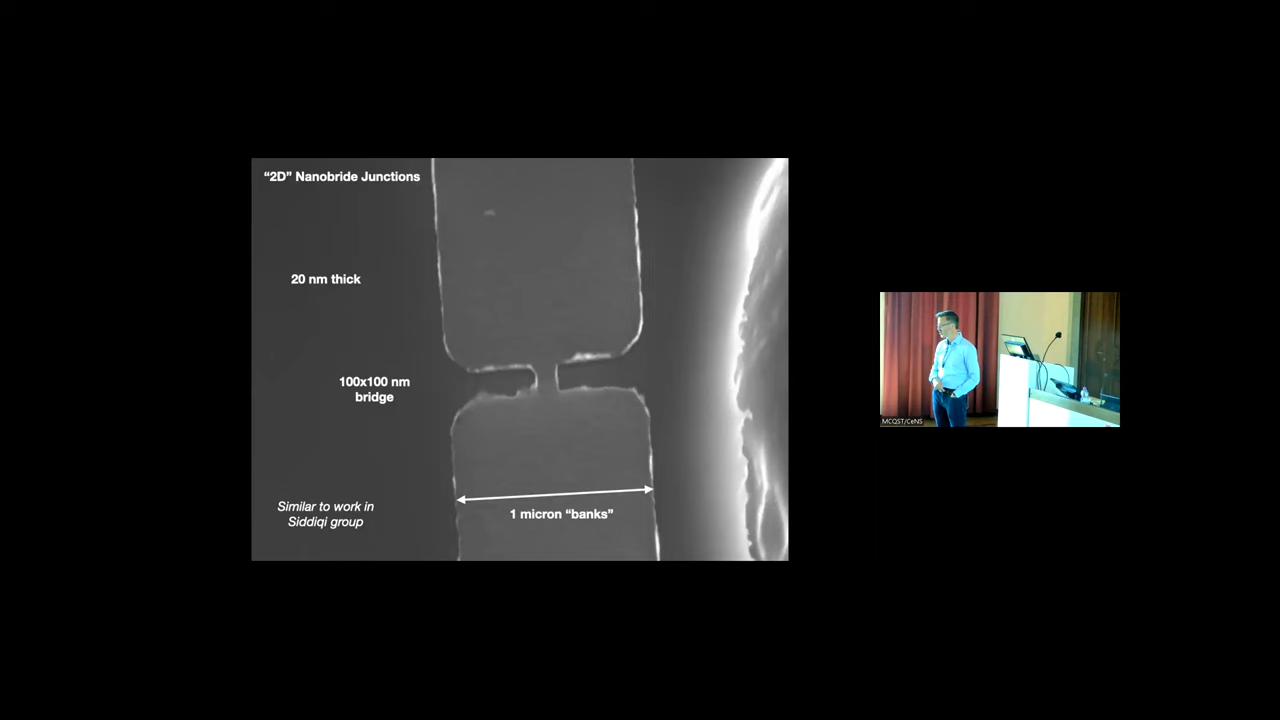 “2D” Nanobride Junctions
20 nm thick
100x100 nm
bridge
Similar to work in
Siddiqi group
1 micron “banks”
MCQST/CeNS